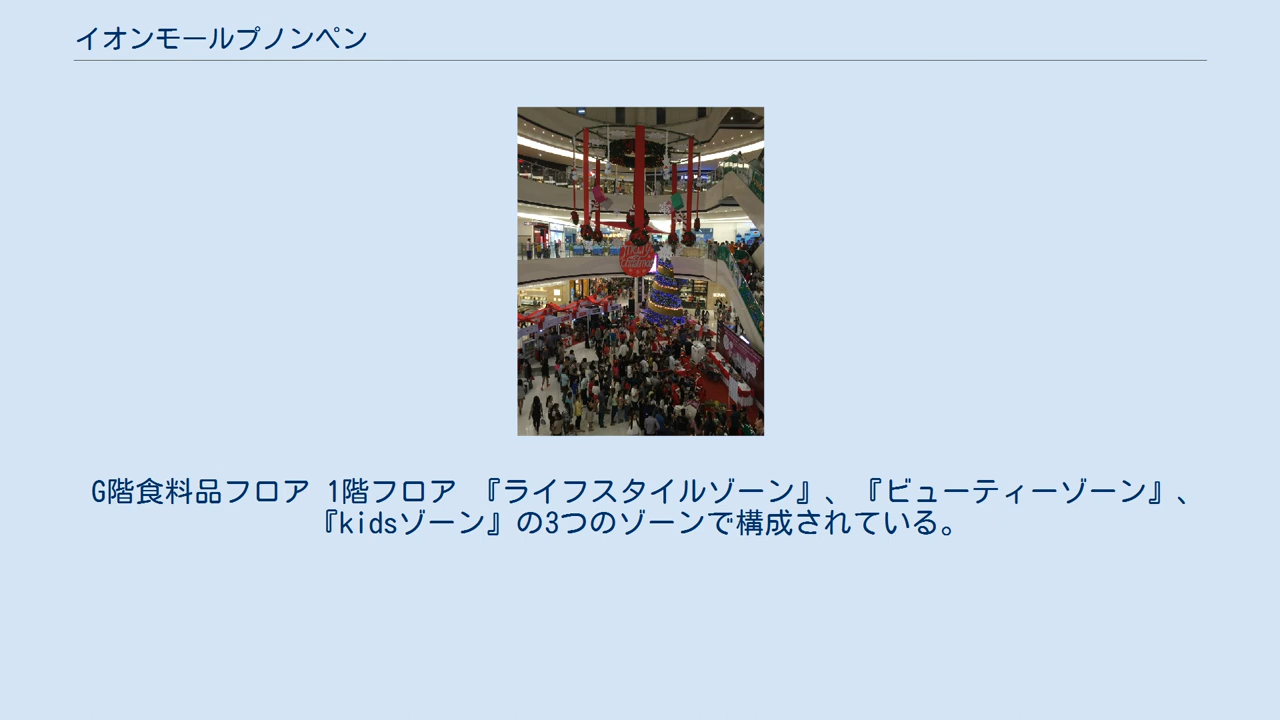 イオンモールプノンペン
merry
christmas
G階食料品フロア 1階フロア 『ライフスタイルゾーン』、『ビューティーゾーン』、
『kidsゾーン』の3つのゾーンで構成されている。